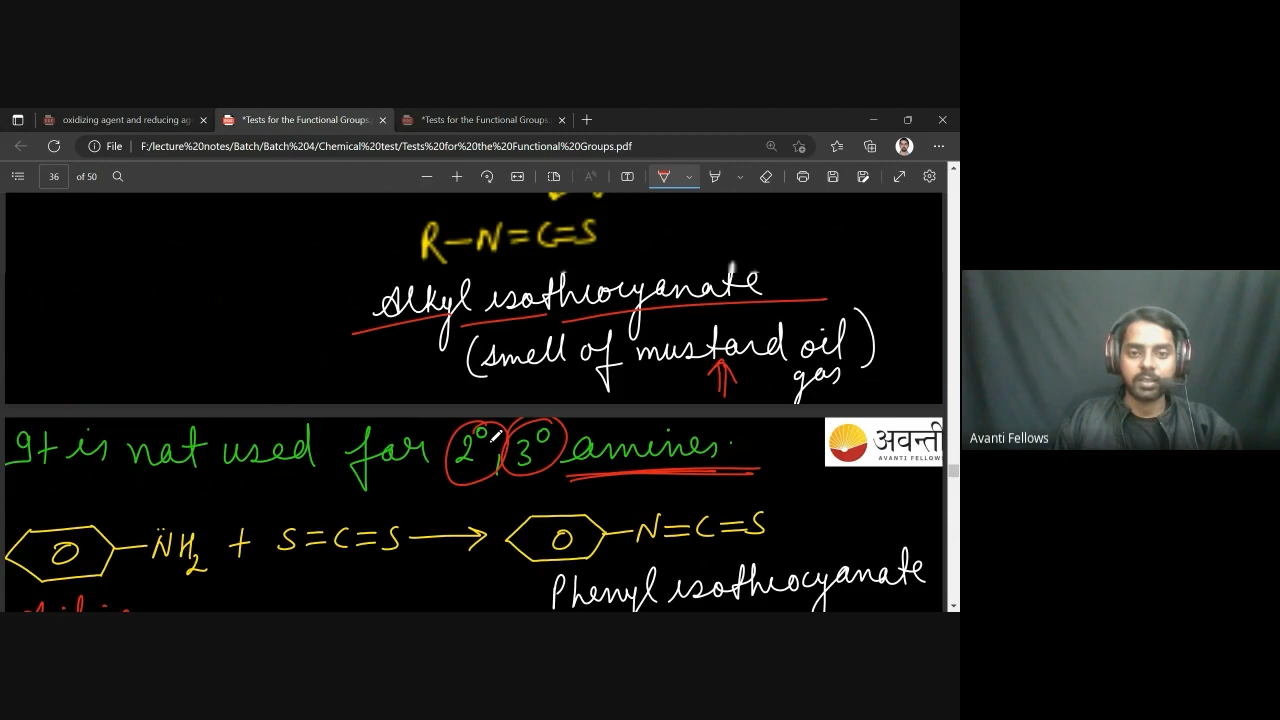 oxidizing agent and reducing ag
*Tests for the Functional Groups.
*Tests for the Functional Groups.
File
F:/lecture%20notes/Batch/Batch%204/Chemical%20test/Tests%20for%20the%20Functional%20Groups.pdf
36 of 50
R-N=C=S
Alkyl isothiocyanate
(smell of mustard oil)
gas
It is not used for 2°, 3° amines.
अवन्ती
AVANTI FELLOWS
NH2 + S=C=S → N=C=S
Phenyl isothiocyanate
Avanti Fellows